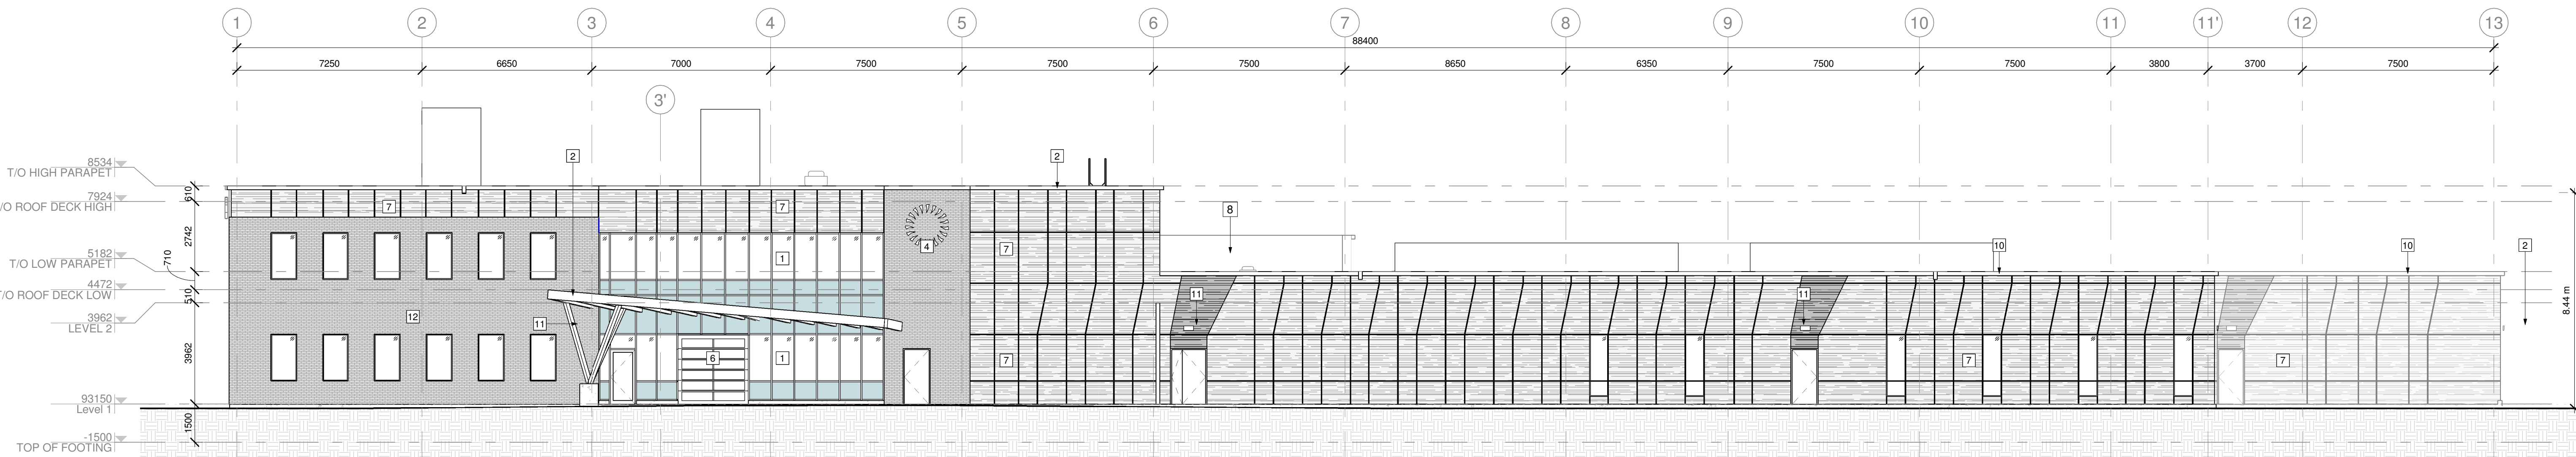 1 2 3 4 5 6 7 8 9 10 11 11' 12 13
88400
7250 6650 7000 7500 7500 7500 8650 6350 7500 7500 3800 3700 7500
3'
8534
T/O HIGH PARAPET
7924
/O ROOF DECK HIGH
5182
T/O LOW PARAPET
4472
/O ROOF DECK LOW
3962
LEVEL 2
93150
Level 1
-1500
TOP OF FOOTING
610
2742
710
510
3962
1500
2 2
7 7
8
4
7
1
10 10 2
11 11
12 11
6 1 7 7 7
8.44 m